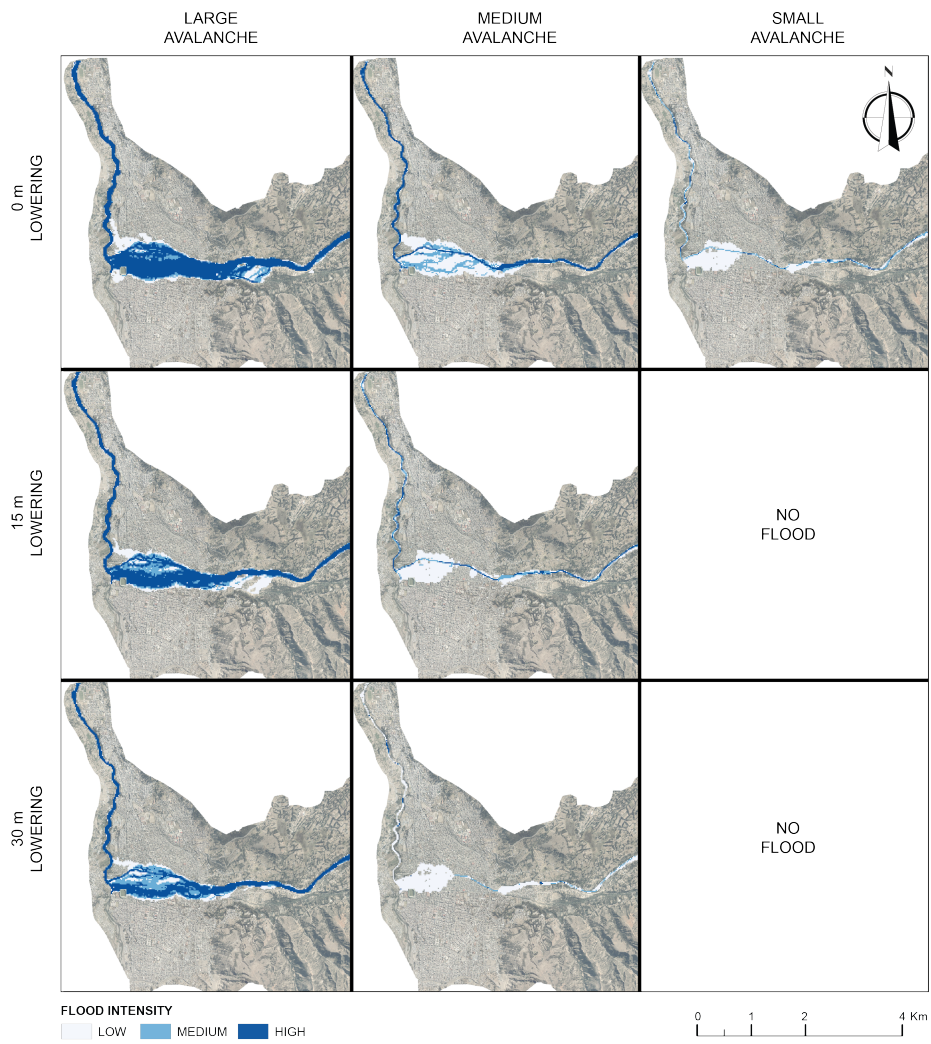 LARGE
AVALANCHE
MEDIUM
AVALANCHE
SMALL
AVALANCHE
N
0 m
LOWERING
15 m
LOWERING
NO
FLOOD
30 m
LOWERING
NO
FLOOD
FLOOD INTENSITY
LOW MEDIUM HIGH
0 1 2 4 Km